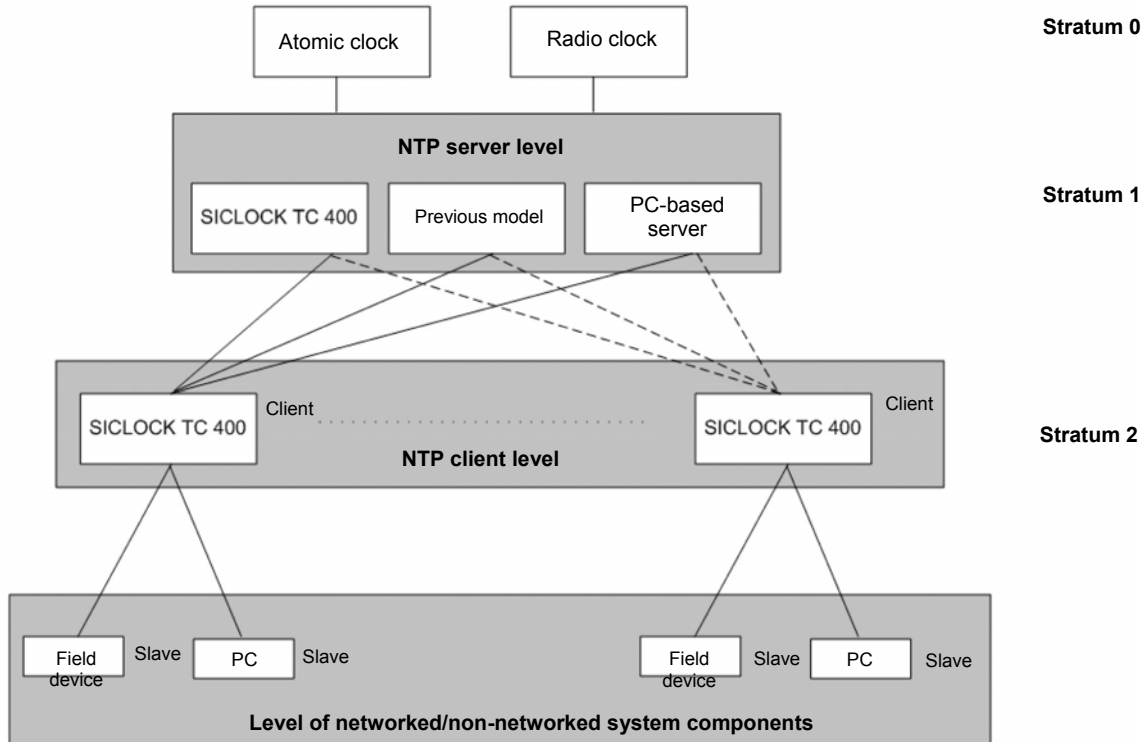 Atomic clock
Radio clock
Stratum 0
NTP server level
SICLOCK TC 400
Previous model
PC-based
server
Stratum 1
SICLOCK TC 400
Client
SICLOCK TC 400
Client
NTP client level
Stratum 2
Field
device
Slave
PC
Slave
Field
device
Slave
PC
Slave
Level of networked/non-networked system components